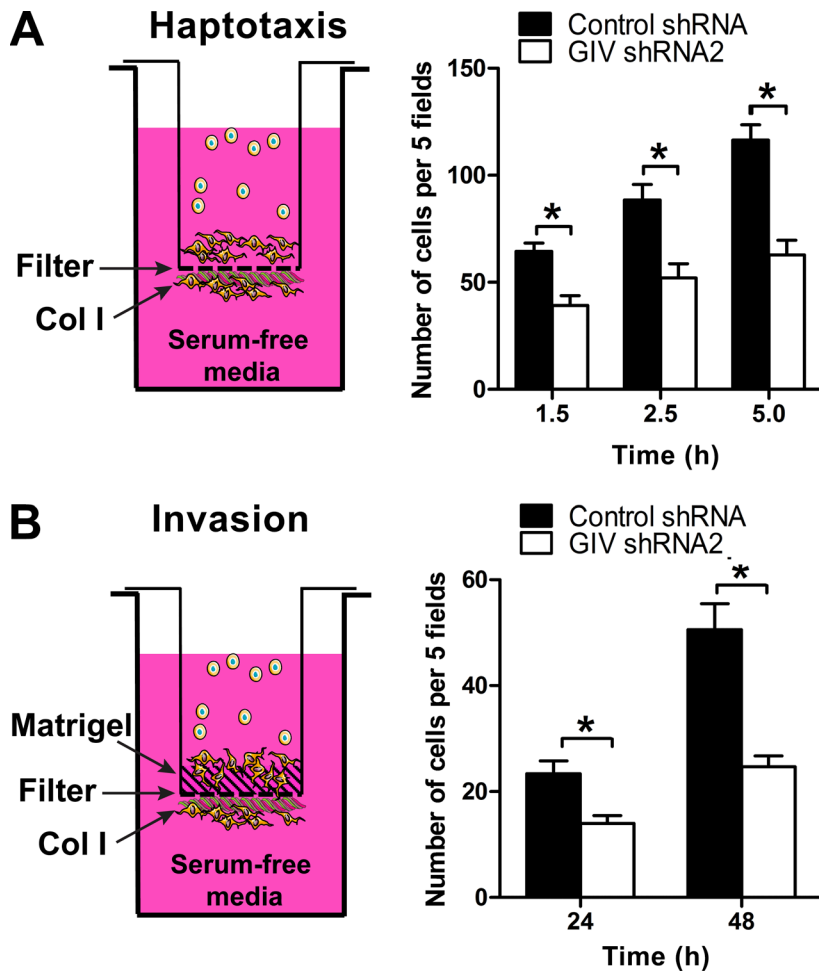 A
Haptotaxis
Filter
Col I
Serum-free
media
Control shRNA
GIV shRNA2
Number of cells per 5 fields
150
100
50
0
*
*
*
1.5
2.5
5.0
Time (h)
B
Invasion
Matrigel
Filter
Col I
Serum-free
media
Control shRNA
GIV shRNA2
Number of cells per 5 fields
60
40
20
0
*
*
24
48
Time (h)